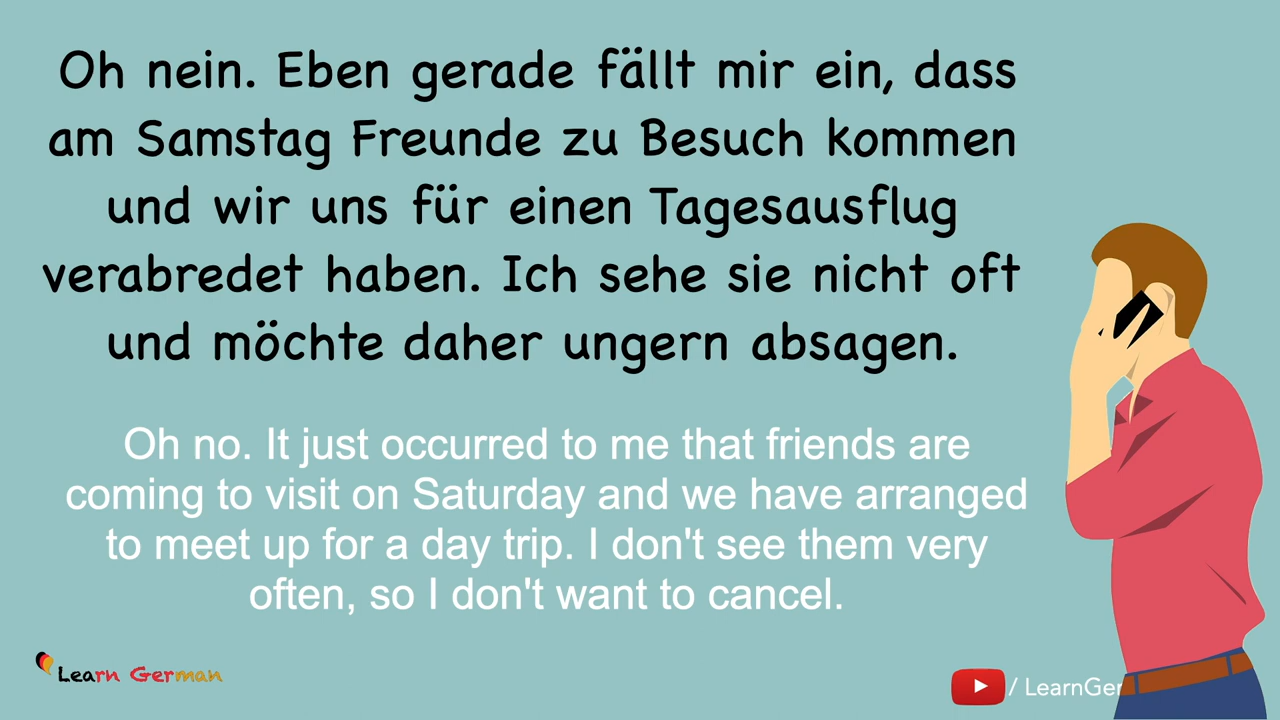 Oh nein. Eben gerade fällt mir ein, dass
am Samstag Freunde zu Besuch kommen
und wir uns für einen Tagesausflug
verabredet haben. Ich sehe sie nicht oft
und möchte daher ungern absagen.
Oh no. It just occurred to me that friends are
coming to visit on Saturday and we have arranged
to meet up for a day trip. I don't see them very
often, so I don't want to cancel.
Learn German
/ LearnGer